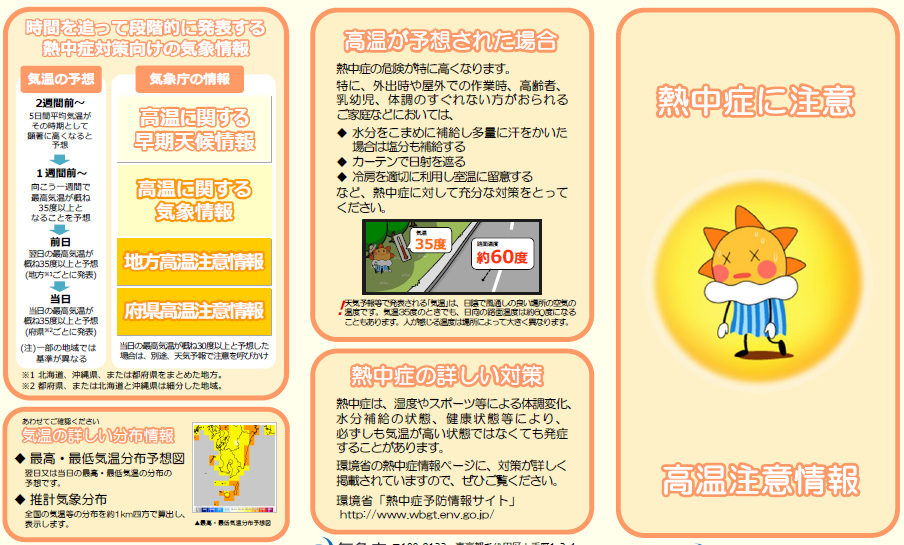 時間を追って段階的に発表する
熱中症対策向けの気象情報
気温の予想
気象庁の情報
2週間前～
5日間平均気温が
その時期として
顕著に高くなると
予想
1週間前～
向こう一週間で
最高気温が概ね
35度以上と
なることを予想
前日
翌日の最高気温が
概ね35度以上と予想
(地方※1ごとに発表)
当日
当日の最高気温が
概ね35度以上と予想
(府県※2ごとに発表)
(注)一部の地域では
基準が異なる
高温に関する
早期天候情報
高温に関する
気象情報
地方高温注意情報
府県高温注意情報
当日の最高気温が概ね30度以上と予想した
場合は、別途、天気予報で注意を呼びかけ
※1 北海道、沖縄県、または都府県をまとめた地方。
※2 都府県、または北海道と沖縄県は細分した地域。
あわせてご確認ください
気温の詳しい分布情報
◆ 最高・最低気温分布予想図
翌日又は当日の最高・最低気温の分布の
予想です。
◆ 推計気象分布
全国の気温等の分布を約1km四方で算出し、
表示します。
▲最高・最低気温分布予想図
高温が予想された場合
熱中症の危険が特に高くなります。
特に、外出時や屋外での作業時、高齢者、
乳幼児、体調のすぐれない方がおられる
ご家庭などにおいては、
◆ 水分をこまめに補給し多量に汗をかいた
場合は塩分も補給する
◆ カーテンで日射を遮る
◆ 冷房を適切に利用し室温に留意する
など、熱中症に対して充分な対策をとって
ください。
気温
35度
路面温度
約60度
!天気予報等で発表される「気温」は、日陰で風通しの良い場所の空気の
温度です。気温35度のときでも、日向の路面温度は約60度になる
こともあります。人が感じる温度は場所によって大きく異なります。
熱中症の詳しい対策
熱中症は、湿度やスポーツ等による体調変化、
水分補給の状態、健康状態等により、
必ずしも気温が高い状態ではなくても発症
することがあります。
環境省の熱中症情報ページに、対策が詳しく
掲載されていますので、ぜひご覧ください。
環境省「熱中症予防情報サイト」
http://www.wbgt.env.go.jp/
熱中症に注意
高温注意情報